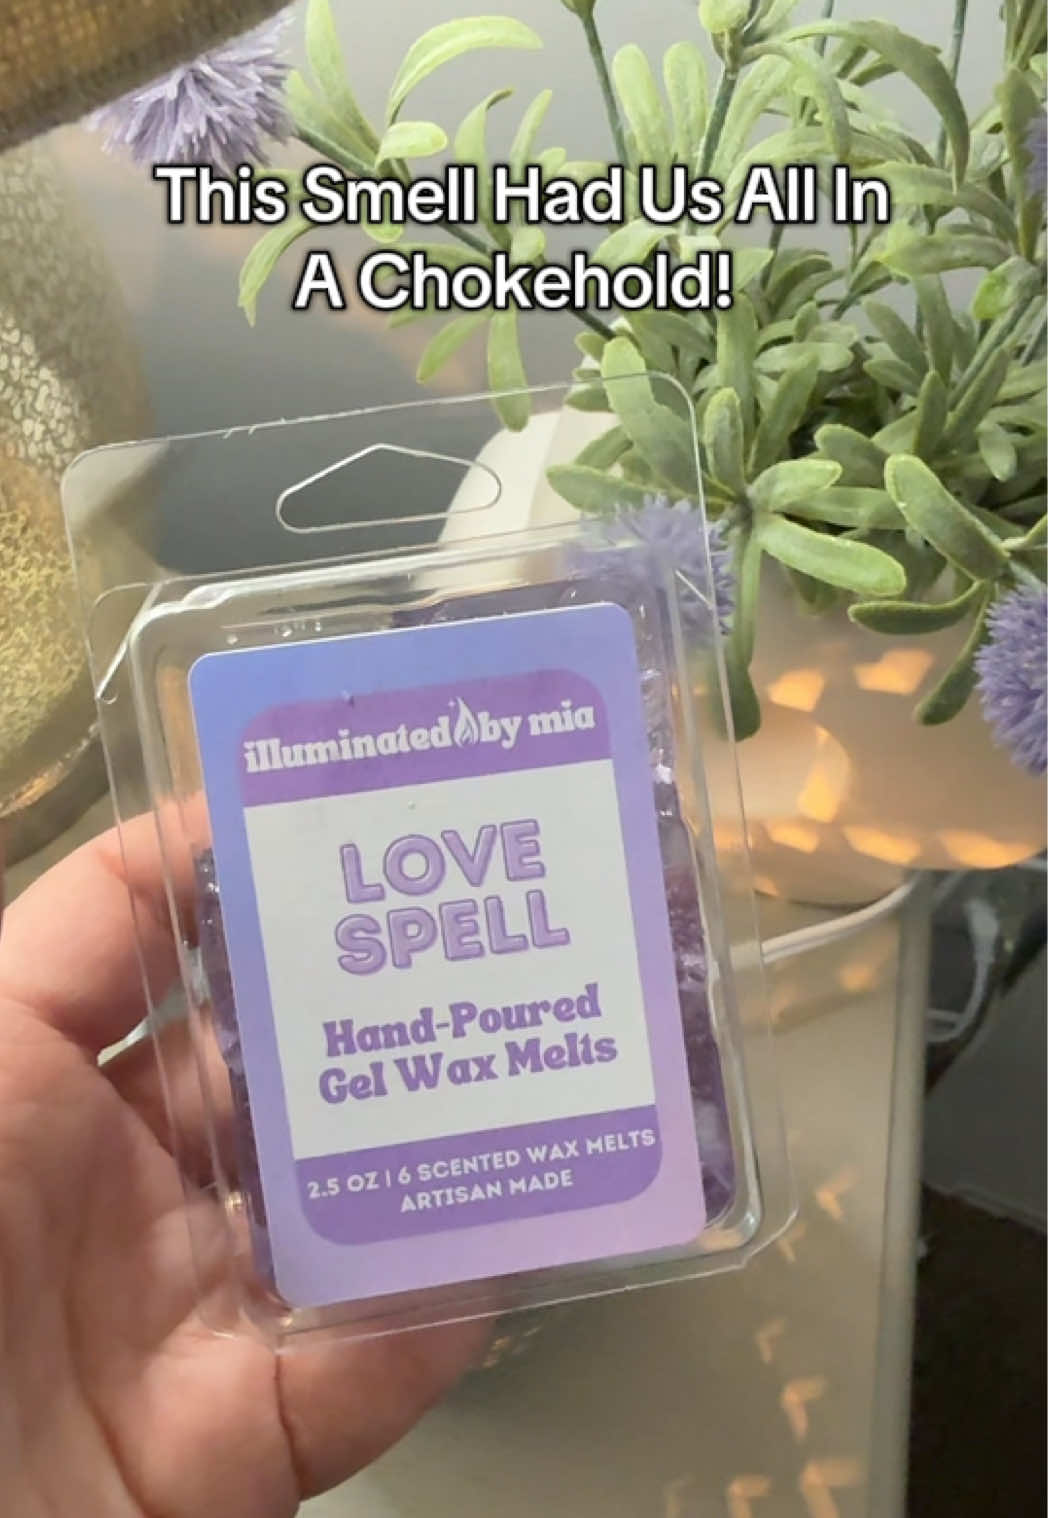 This Smell Had Us All In
A Chokehold!
illuminated by mia
LOVE
SPELL
Hand-Poured
Gel Wax Melts
2.5 OZ | 6 SCENTED WAX MELTS
ARTISAN MADE